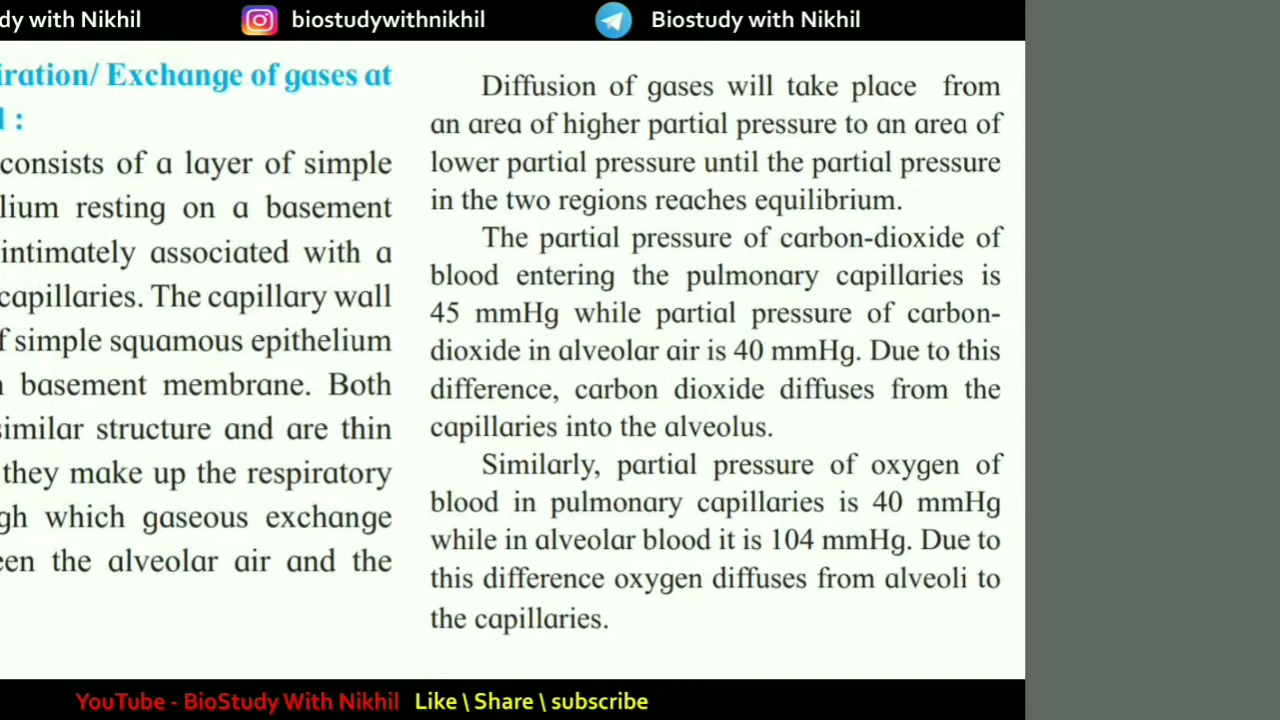 dy with Nikhil
biostudywithnikhil
Biostudy with Nikhil
iration/ Exchange of gases at
l :
consists of a layer of simple
lium resting on a basement
intimately associated with a
capillaries. The capillary wall
f simple squamous epithelium
n basement membrane. Both
similar structure and are thin
they make up the respiratory
gh which gaseous exchange
een the alveolar air and the
Diffusion of gases will take place from
an area of higher partial pressure to an area of
lower partial pressure until the partial pressure
in the two regions reaches equilibrium.
The partial pressure of carbon-dioxide of
blood entering the pulmonary capillaries is
45 mmHg while partial pressure of carbon-
dioxide in alveolar air is 40 mmHg. Due to this
difference, carbon dioxide diffuses from the
capillaries into the alveolus.
Similarly, partial pressure of oxygen of
blood in pulmonary capillaries is 40 mmHg
while in alveolar blood it is 104 mmHg. Due to
this difference oxygen diffuses from alveoli to
the capillaries.
YouTube - BioStudy With Nikhil Like \ Share \ subscribe